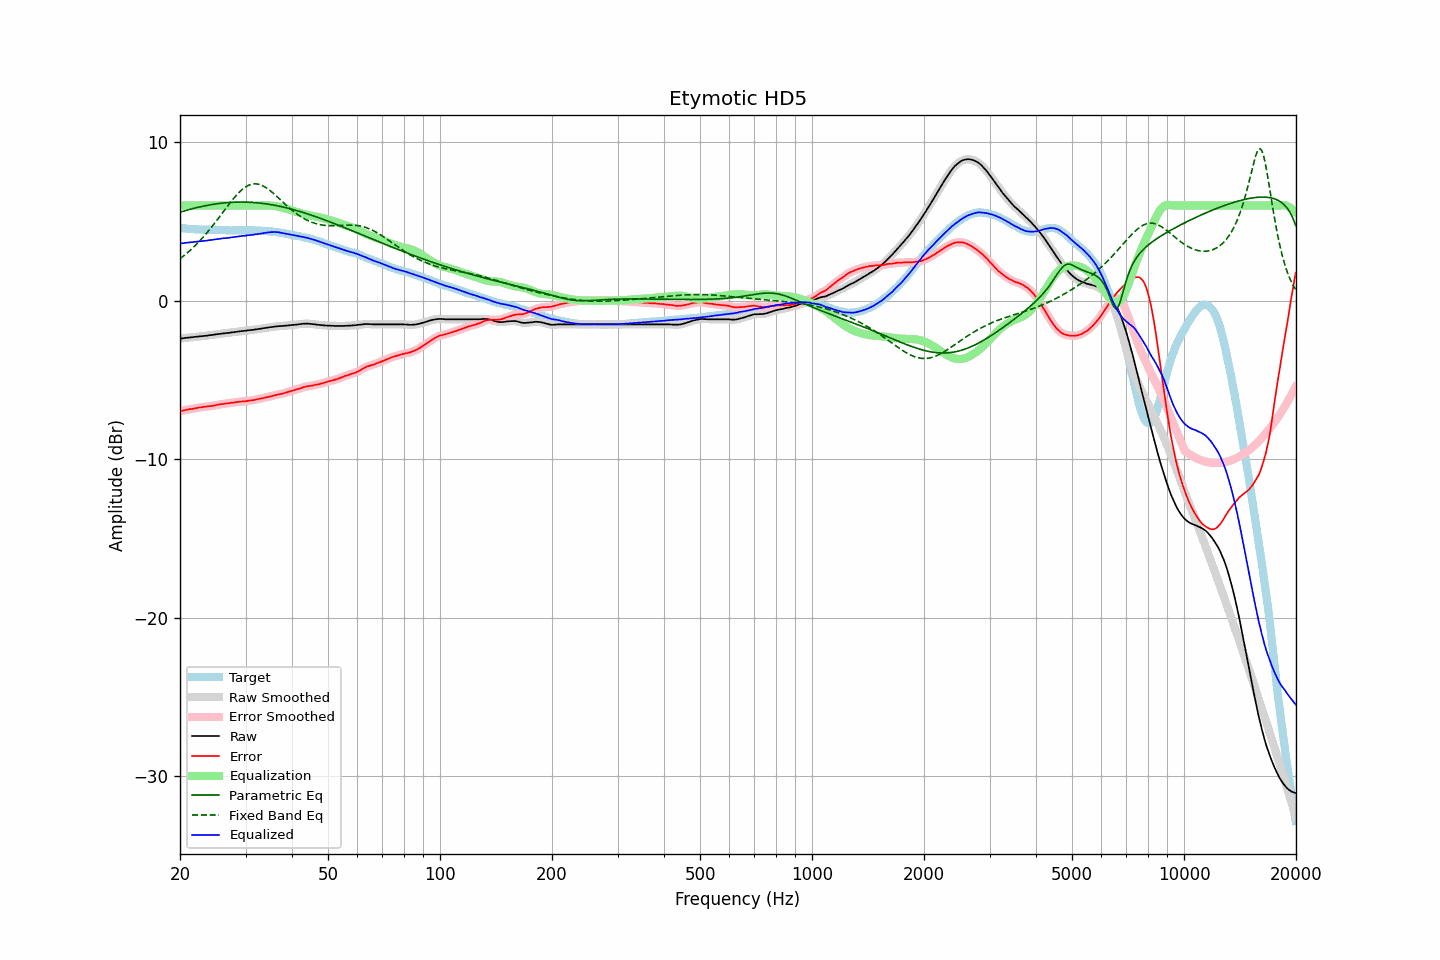 Etymotic HD5
Amplitude (dBr)
10
0
−10
−20
−30
Target
Raw Smoothed
Error Smoothed
Raw
Error
Equalization
Parametric Eq
Fixed Band Eq
Equalized
20 50 100 200 500 1000 2000 5000 10000 20000
Frequency (Hz)